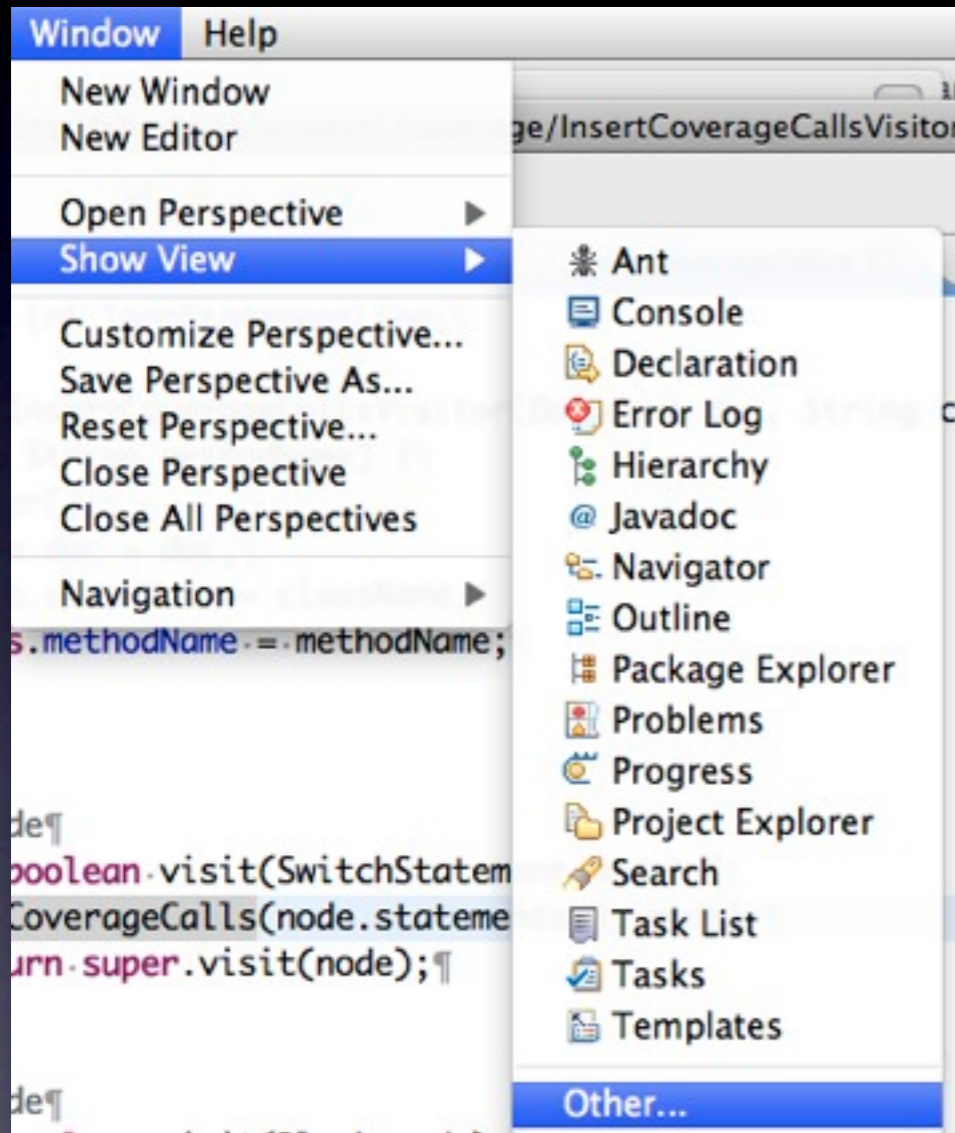 Window Help
New Window
New Editor
ge/InsertCoverageCallsVisitor
Open Perspective
Show View
Customize Perspective...
Save Perspective As...
Reset Perspective...
Close Perspective
Close All Perspectives
Navigation
Ant
Console
Declaration
Error Log
Hierarchy
Javadoc
Navigator
Outline
Package Explorer
Problems
Progress
Project Explorer
Search
Task List
Tasks
Templates
Other...
s.methodName·=·methodName;
de¶
boolean·visit(SwitchStatem
CoverageCalls(node.stateme
urn·super.visit(node);¶
de¶